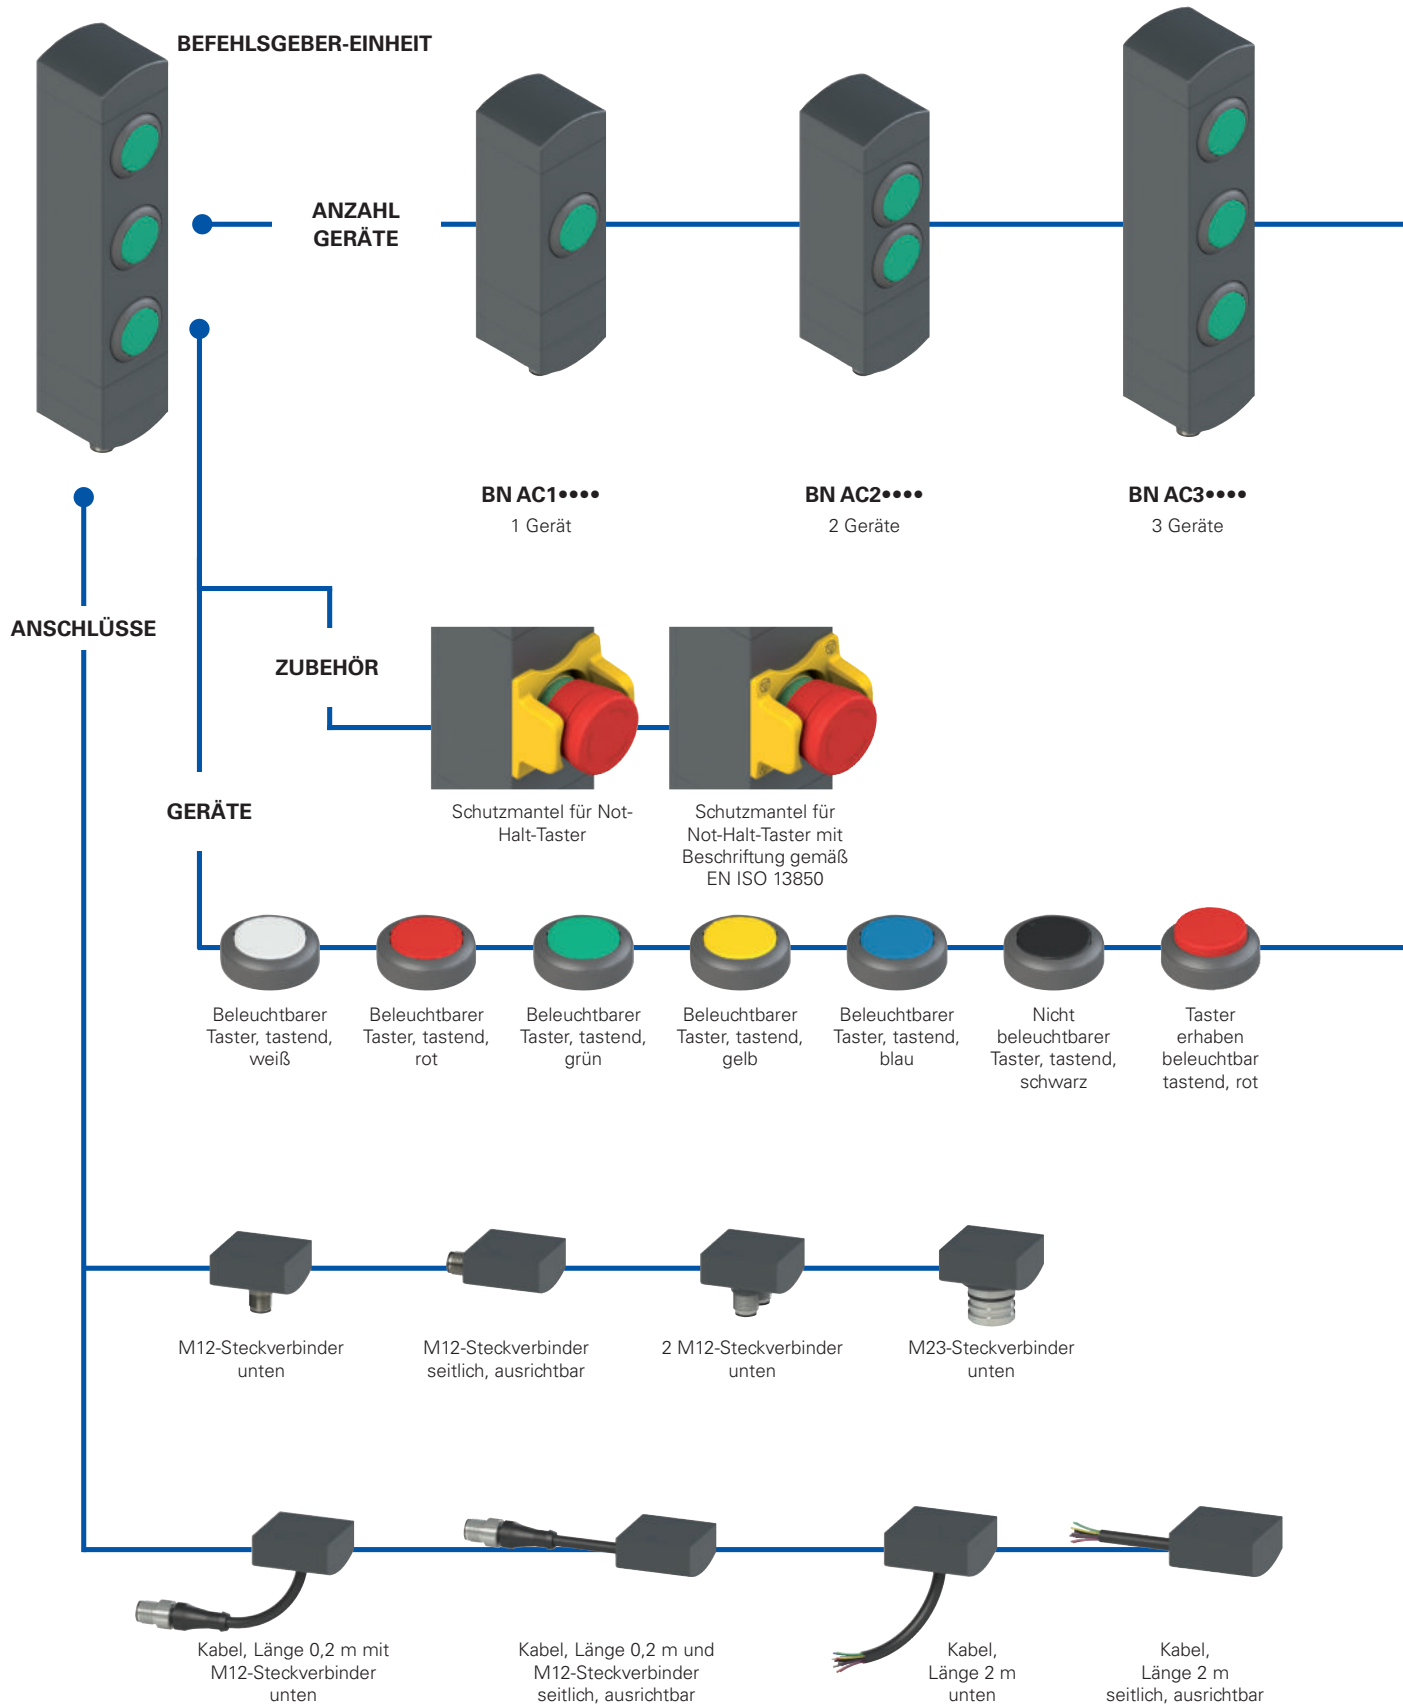 BEFEHLSGEBER-EINHEIT
ANZAHL
GERÄTE
BN AC1••••
1 Gerät
BN AC2••••
2 Geräte
BN AC3••••
3 Geräte
ANSCHLÜSSE
ZUBEHÖR
Schutzmantel für Not-
Halt-Taster
Schutzmantel für
Not-Halt-Taster mit
Beschriftung gemäß
EN ISO 13850
GERÄTE
Beleuchtbarer
Taster, tastend,
weiß
Beleuchtbarer
Taster, tastend,
rot
Beleuchtbarer
Taster, tastend,
grün
Beleuchtbarer
Taster, tastend,
gelb
Beleuchtbarer
Taster, tastend,
blau
Nicht
beleuchtbarer
Taster, tastend,
schwarz
Taster
erhaben
beleuchtbar
tastend, rot
M12-Steckverbinder
unten
M12-Steckverbinder
seitlich, ausrichtbar
2 M12-Steckverbinder
unten
M23-Steckverbinder
unten
Kabel, Länge 0,2 m mit
M12-Steckverbinder
unten
Kabel, Länge 0,2 m und
M12-Steckverbinder
seitlich, ausrichtbar
Kabel,
Länge 2 m
unten
Kabel,
Länge 2 m
seitlich, ausrichtbar